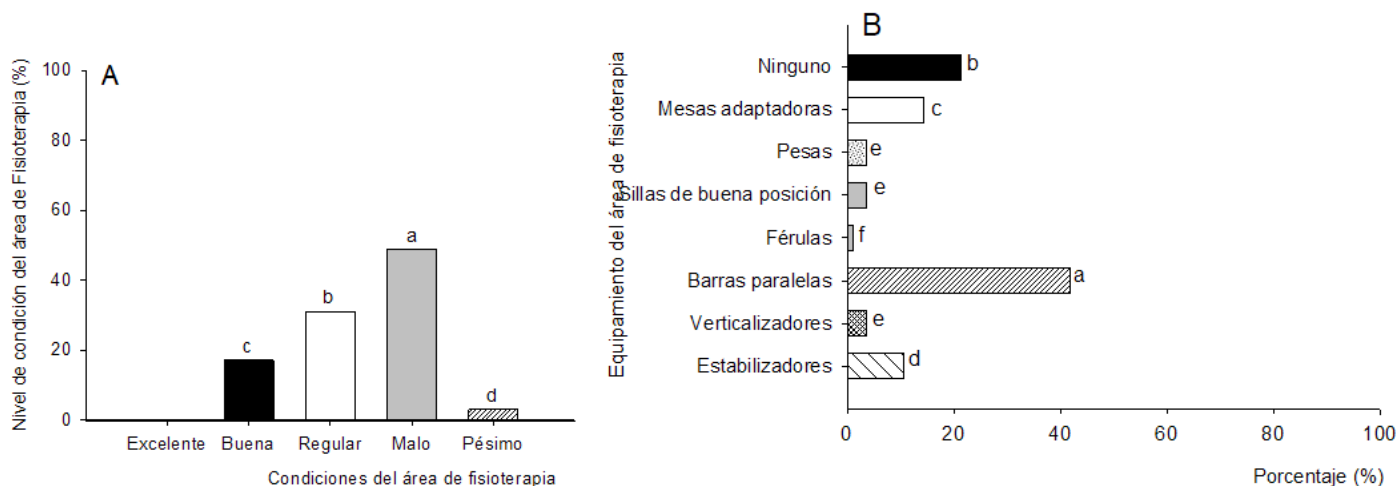 A
Nivel de condición del área de Fisioterapia (%)
100
80
60
40
20
0
c
b
a
d
Excelente Buena Regular Malo Pésimo
Condiciones del área de fisioterapia
B
Equipamiento del área de fisioterapia
Ninguno b
Mesas adaptadoras c
Pesas e
Sillas de buena posición e
Férulas f
Barras paralelas a
Verticalizadores e
Estabilizadores d
0 20 40 60 80 100
Porcentaje (%)